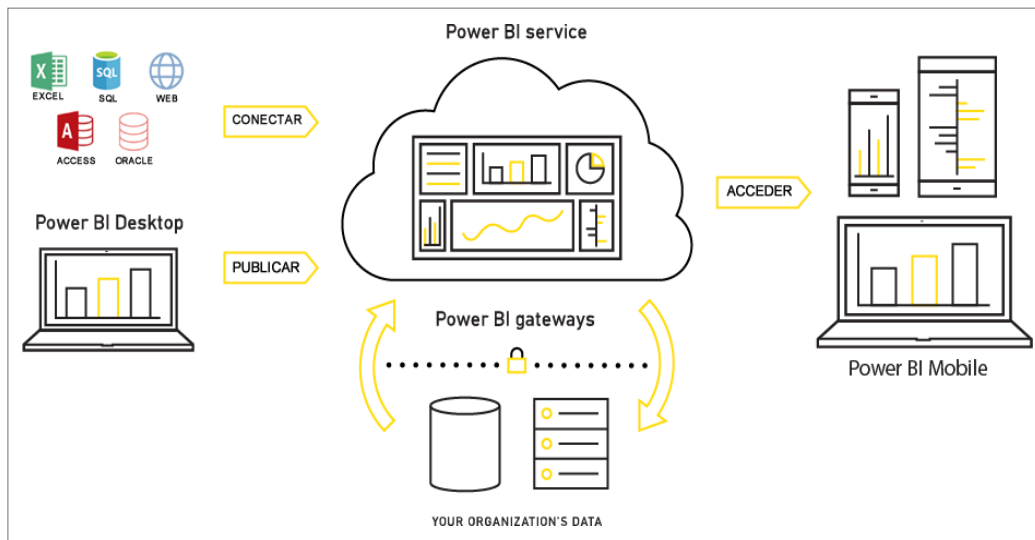 Power BI service
X
EXCEL
SQL
SQL
WEB
A
ACCESS
ORACLE
CONECTAR
Power BI Desktop
PUBLICAR
ACCEDER
Power BI gateways
Power BI Mobile
YOUR ORGANIZATION'S DATA